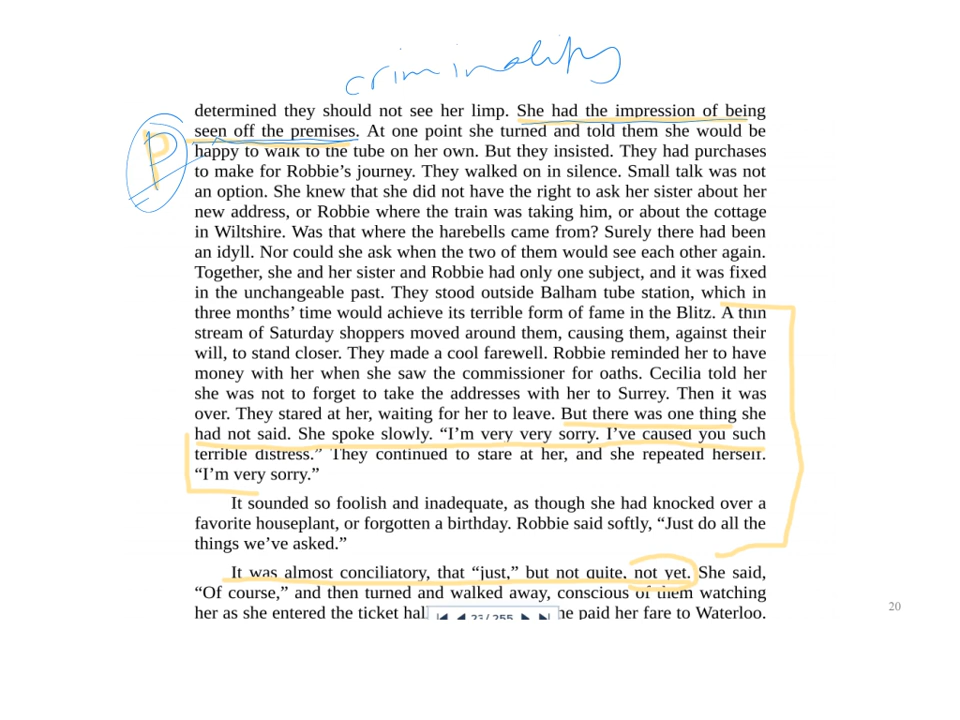 criminality
P
determined they should not see her limp. She had the impression of being
seen off the premises. At one point she turned and told them she would be
happy to walk to the tube on her own. But they insisted. They had purchases
to make for Robbie’s journey. They walked on in silence. Small talk was not
an option. She knew that she did not have the right to ask her sister about her
new address, or Robbie where the train was taking him, or about the cottage
in Wiltshire. Was that where the harebells came from? Surely there had been
an idyll. Nor could she ask when the two of them would see each other again.
Together, she and her sister and Robbie had only one subject, and it was fixed
in the unchangeable past. They stood outside Balham tube station, which in
three months’ time would achieve its terrible form of fame in the Blitz. A thin
stream of Saturday shoppers moved around them, causing them, against their
will, to stand closer. They made a cool farewell. Robbie reminded her to have
money with her when she saw the commissioner for oaths. Cecilia told her
she was not to forget to take the addresses with her to Surrey. Then it was
over. They stared at her, waiting for her to leave. But there was one thing she
had not said. She spoke slowly. “I’m very very sorry. I’ve caused you such
terrible distress.” They continued to stare at her, and she repeated herself.
“I’m very sorry.”
It sounded so foolish and inadequate, as though she had knocked over a
favorite houseplant, or forgotten a birthday. Robbie said softly, “Just do all the
things we’ve asked.”
It was almost conciliatory, that “just,” but not quite, not yet. She said,
“Of course,” and then turned and walked away, conscious of them watching
her as she entered the ticket hal 23/255 he paid her fare to Waterloo.
20